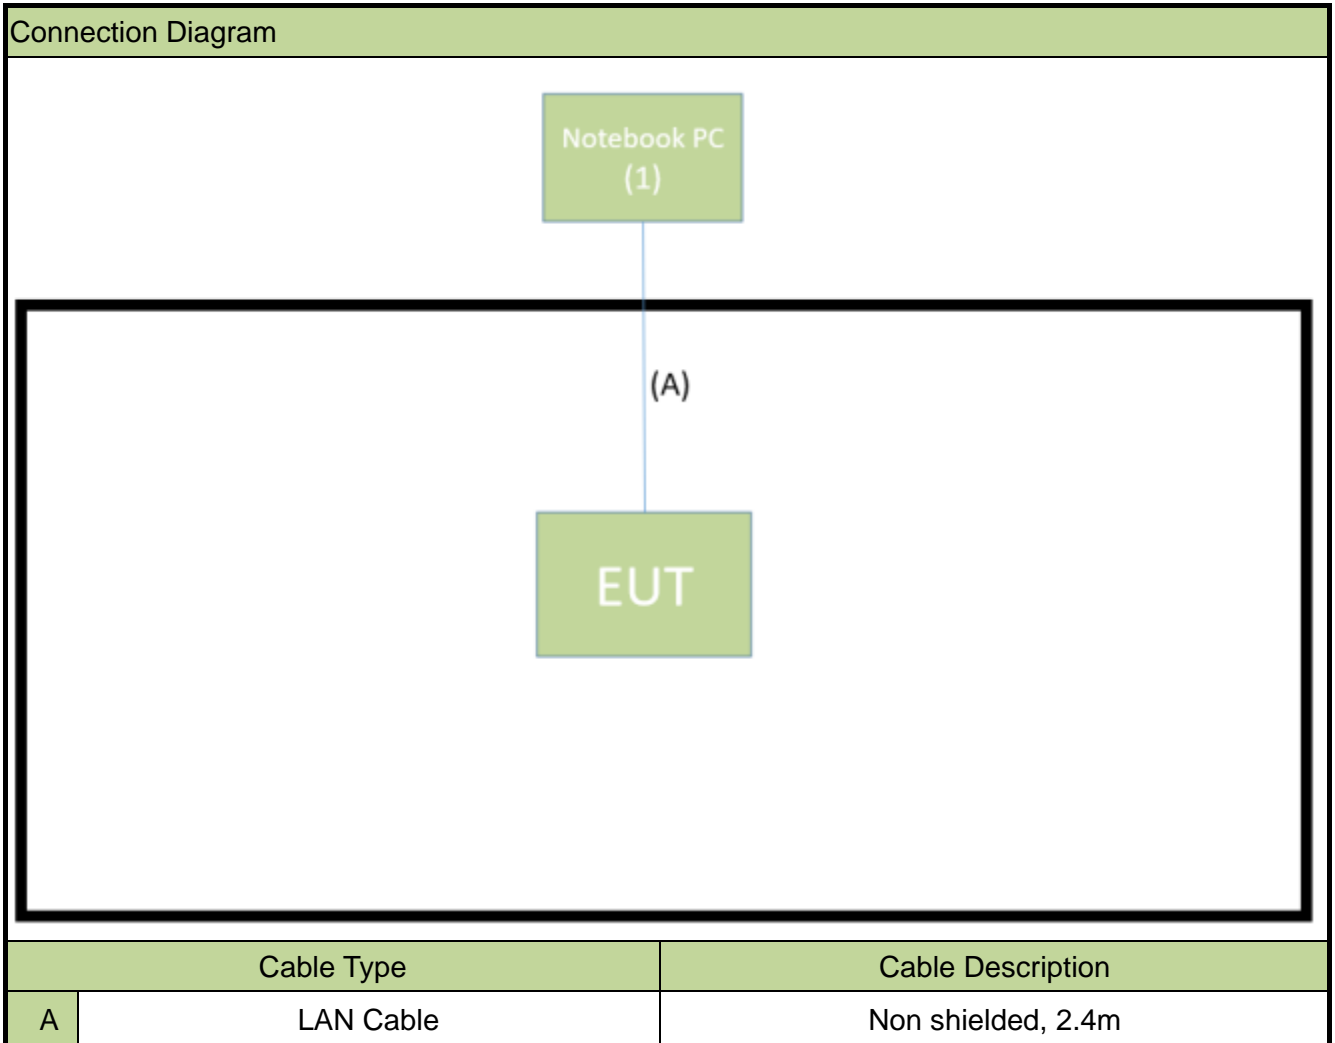 Connection Diagram
Notebook PC
(1)
(A)
EUT
Cable Type Cable Description
A LAN Cable Non shielded, 2.4m